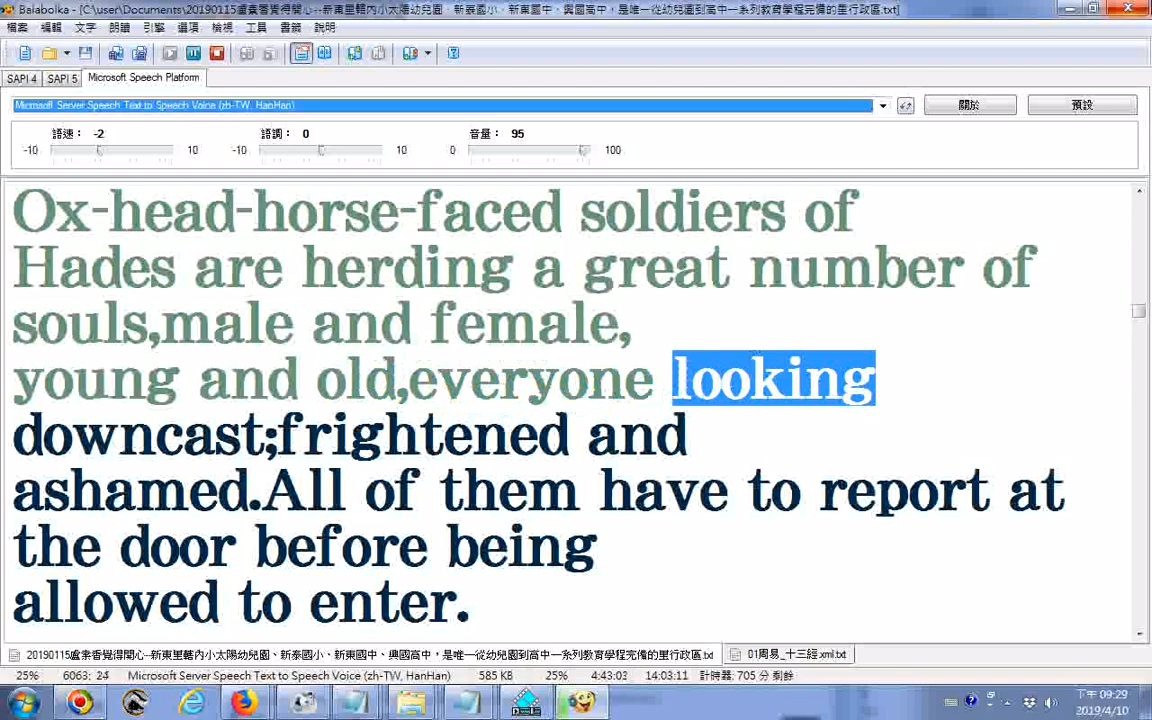 Balabolka - [C:\user\Documents\20190115盧素香覺得開心--新東里轄內小太陽幼兒園、新泰國小、新東國中、興國高中，是唯一從幼兒園到高中一系列教育學程完備的里行政區.txt]
檔案 編輯 文字 朗讀 引擎 選項 檢視 工具 書籤 說明
SAPI 4 SAPI 5 Microsoft Speech Platform
Microsoft Server Speech Text to Speech Voice (zh-TW, HanHan) 關於 預設
語速： -2 語調： 0 音量： 95
-10 10 -10 10 0 100
Ox-head-horse-faced soldiers of
Hades are herding a great number of
souls,male and female,
young and old,everyone looking
downcast;frightened and
ashamed.All of them have to report at
the door before being
allowed to enter.
20190115盧素香覺得開心--新東里轄內小太陽幼兒園、新泰國小、新東國中、興國高中，是唯一從幼兒園到高中一系列教育學程完備的里行政區.txt 01周易_十三經.xml.txt
25% 6063: 24 Microsoft Server Speech Text to Speech Voice (zh-TW, HanHan) 585 KB 25% 4:43:03 14:03:11 計時器: 705 分 剩餘
下午 09:29
2019/4/10